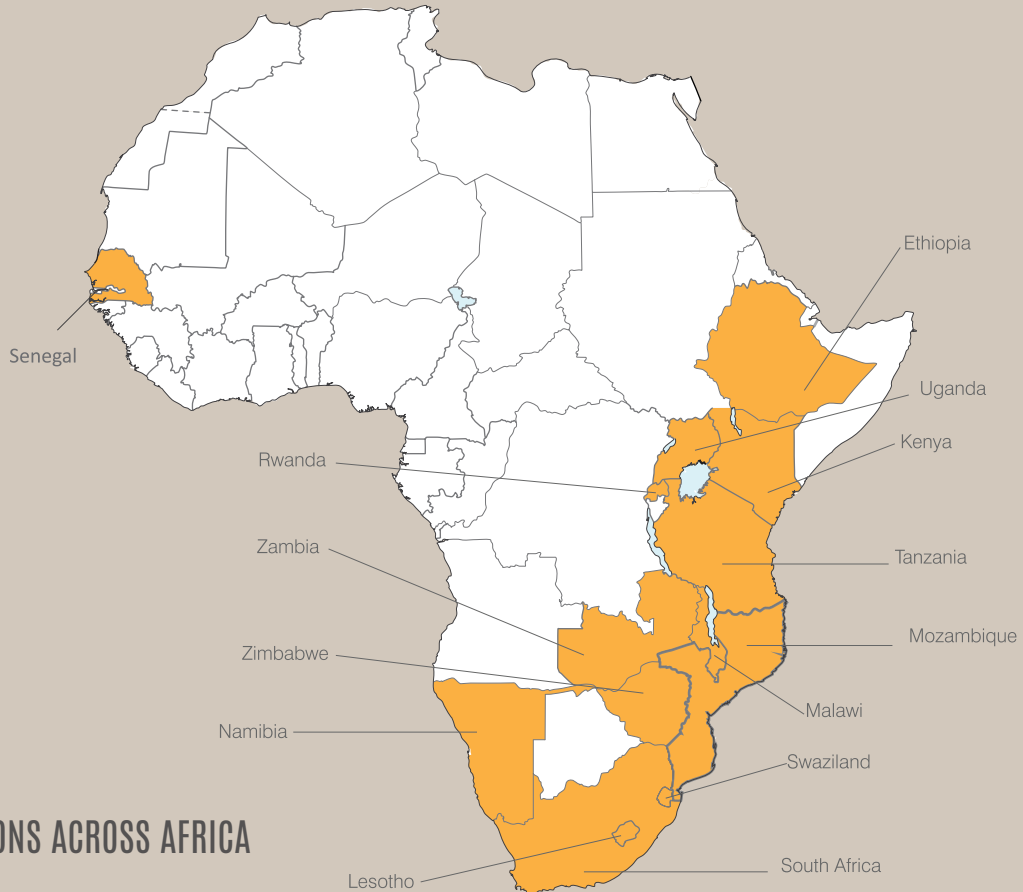 Ethiopia
Senegal
Uganda
Kenya
Rwanda
Zambia
Tanzania
Mozambique
Zimbabwe
Malawi
Namibia
Swaziland
ONS ACROSS AFRICA
South Africa
Lesotho